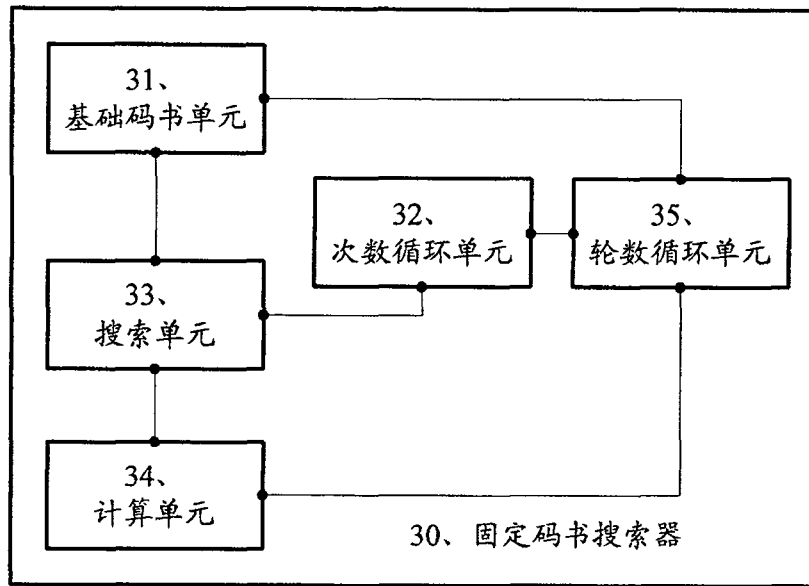 31、
基础码书单元
32、
次数循环单元
35、
轮数循环单元
33、
搜索单元
34、
计算单元
30、固定码书搜索器